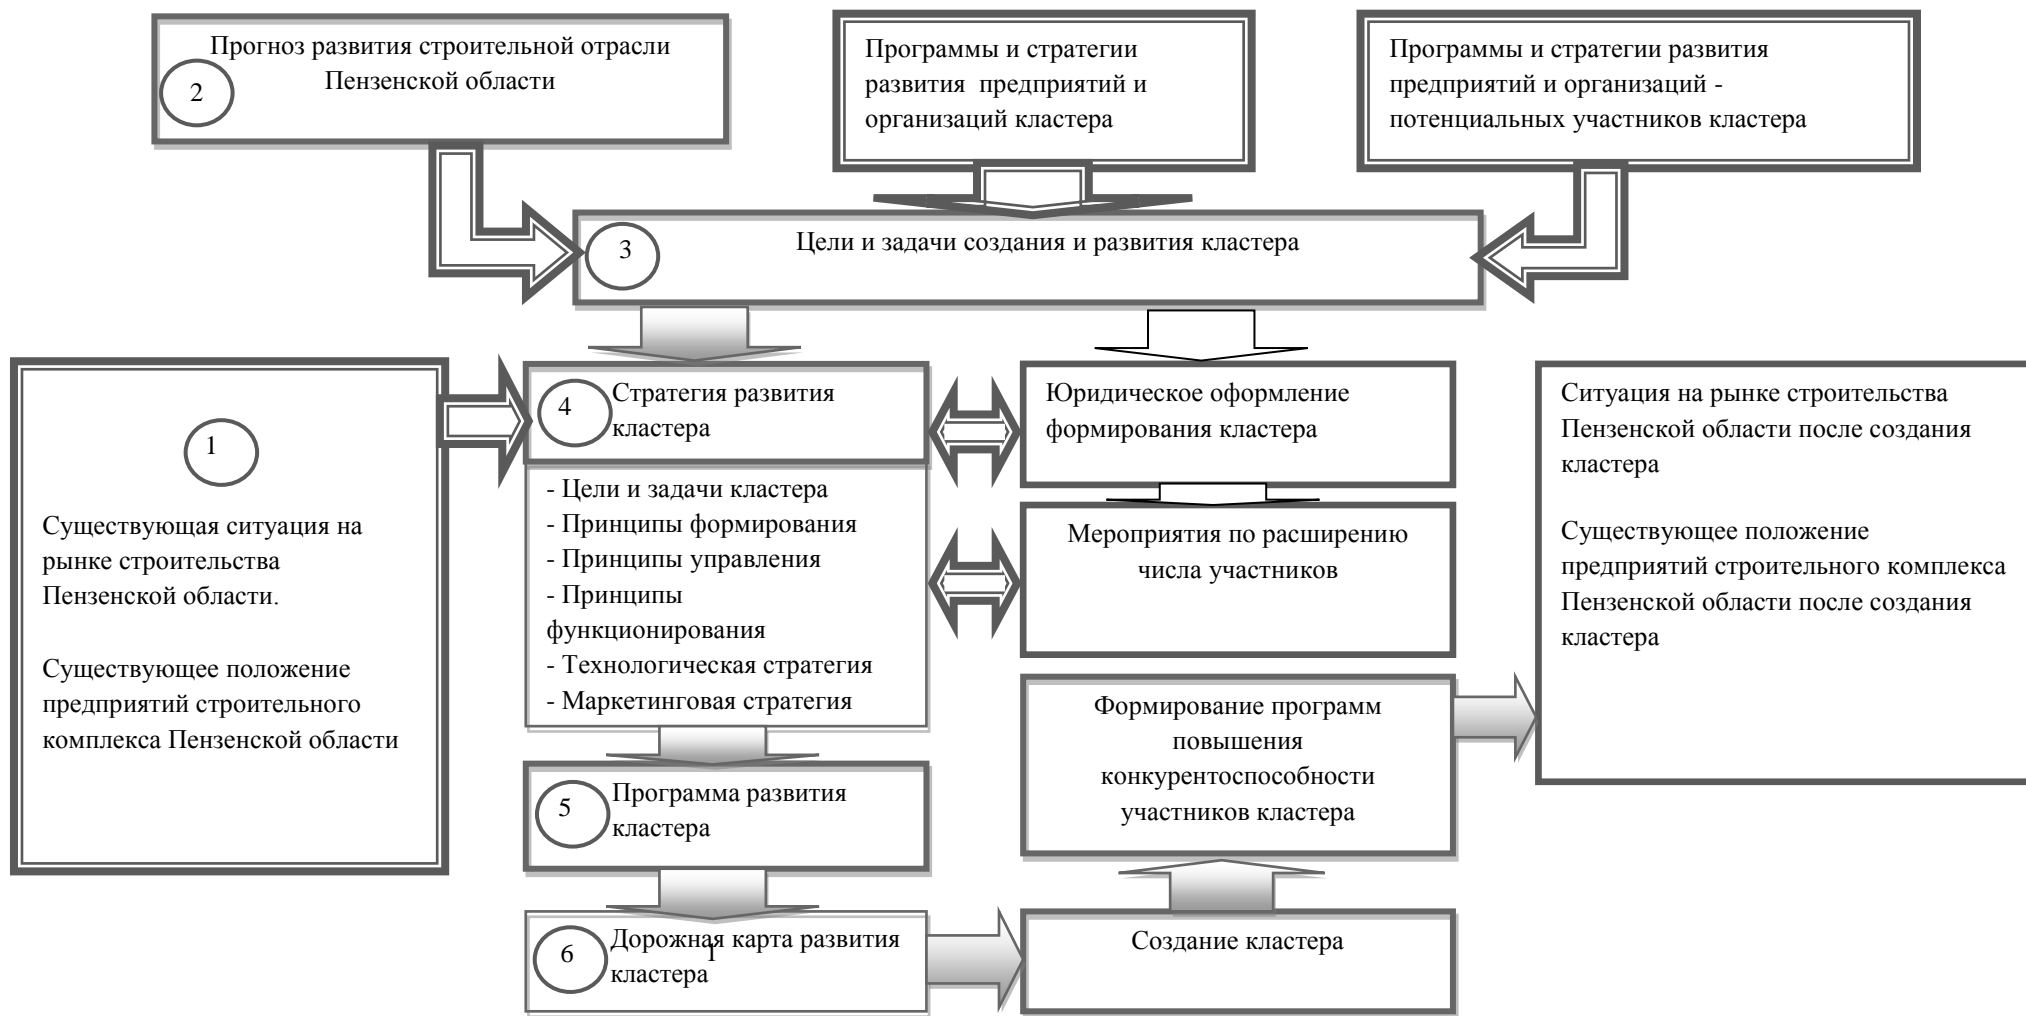 Прогноз развития строительной отрасли
Пензенской области
2
Программы и стратегии
развития предприятий и
организаций кластера
Программы и стратегии развития
предприятий и организаций -
потенциальных участников кластера
3
Цели и задачи создания и развития кластера
1
Существующая ситуация на
рынке строительства
Пензенской области.
Существующее положение
предприятий строительного
комплекса Пензенской области
4
Стратегия развития
кластера
- Цели и задачи кластера
- Принципы формирования
- Принципы управления
- Принципы
функционирования
- Технологическая стратегия
- Маркетинговая стратегия
5
Программа развития
кластера
6
Дорожная карта развития
кластера
1
Юридическое оформление
формирования кластера
Мероприятия по расширению
числа участников
Формирование программ
повышения
конкурентоспособности
участников кластера
Создание кластера
Ситуация на рынке строительства
Пензенской области после создания
кластера
Существующее положение
предприятий строительного комплекса
Пензенской области после создания
кластера